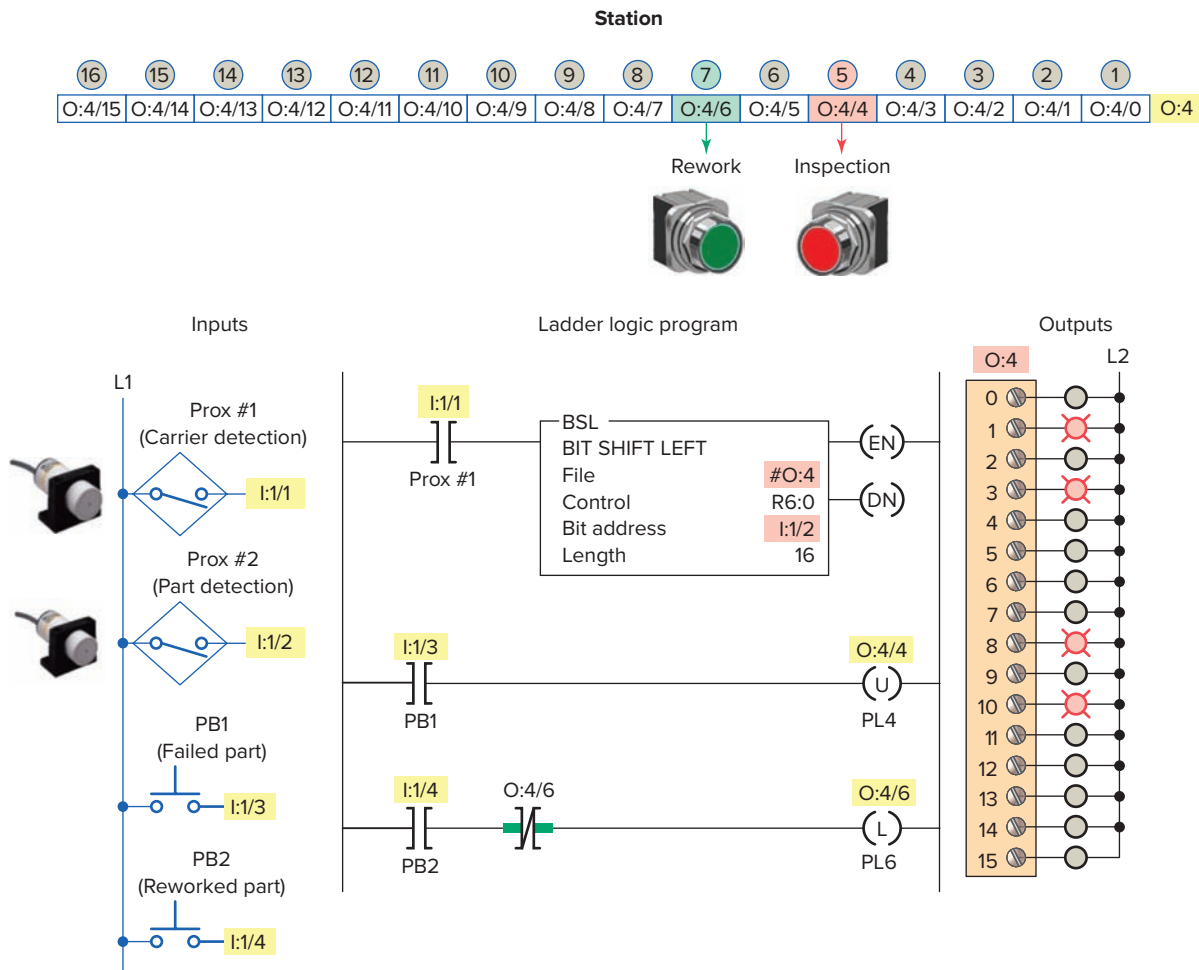 Station
16 15 14 13 12 11 10 9 8 7 6 5 4 3 2 1
O:4/15 O:4/14 O:4/13 O:4/12 O:4/11 O:4/10 O:4/9 O:4/8 O:4/7 O:4/6 O:4/5 O:4/4 O:4/3 O:4/2 O:4/1 O:4/0 O:4
Rework Inspection
Inputs
L1
Prox #1
(Carrier detection)
I:1/1
Prox #2
(Part detection)
I:1/2
PB1
(Failed part)
I:1/3
PB2
(Reworked part)
I:1/4
Ladder logic program
I:1/1
Prox #1
BSL
BIT SHIFT LEFT
File #O:4
Control R6:0
Bit address I:1/2
Length 16
EN
DN
I:1/3
PB1
O:4/4
U
PL4
I:1/4
PB2
O:4/6
O:4/6
L
PL6
Outputs
O:4 L2
0
1
2
3
4
5
6
7
8
9
10
11
12
13
14
15